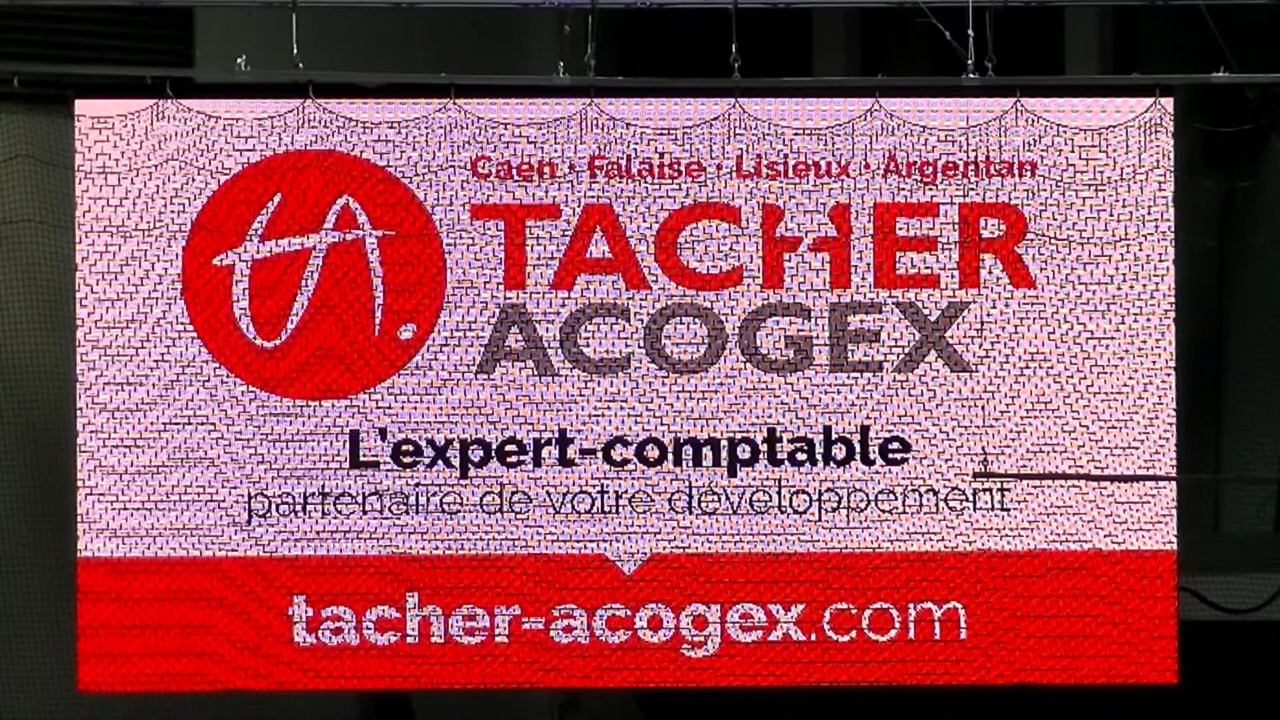 Caen · Falaise · Lisieux · Argentan
TACHER
ACOGEX
L'expert-comptable
partenaire de votre développement
tacher-acogex.com